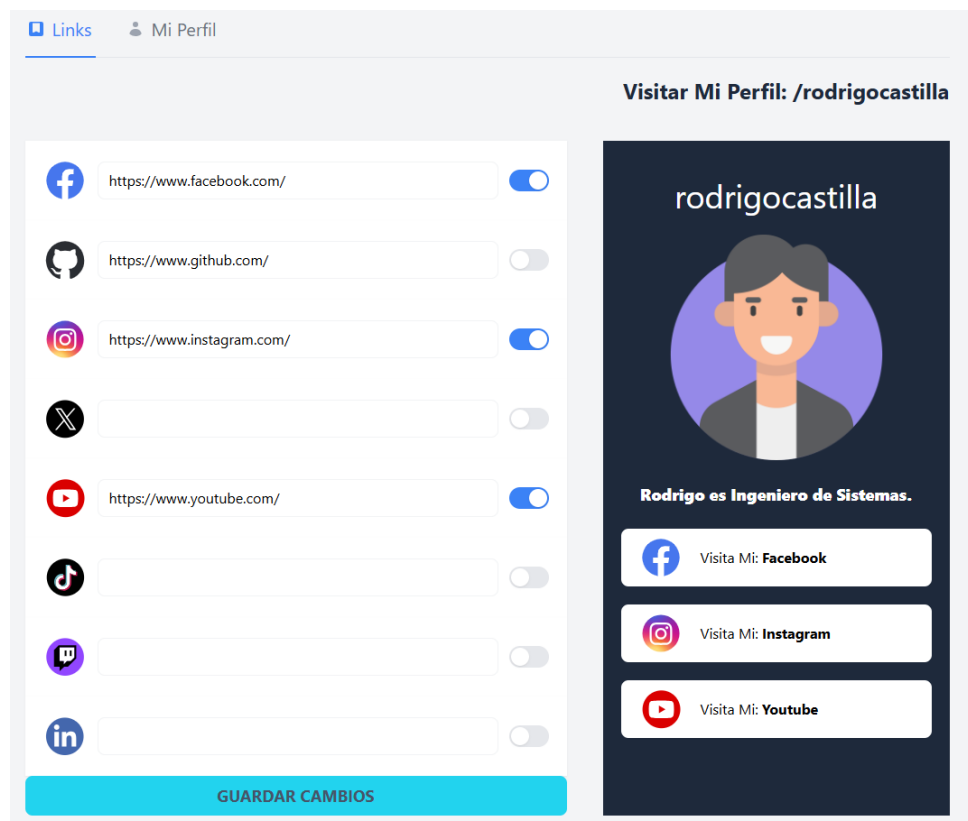 Links
Mi Perfil
Visitar Mi Perfil: /rodrigocastilla
https://www.facebook.com/
https://www.github.com/
https://www.instagram.com/
https://www.youtube.com/
in
GUARDAR CAMBIOS
rodrigocastilla
Rodrigo es Ingeniero de Sistemas.
Visita Mi: Facebook
Visita Mi: Instagram
Visita Mi: Youtube